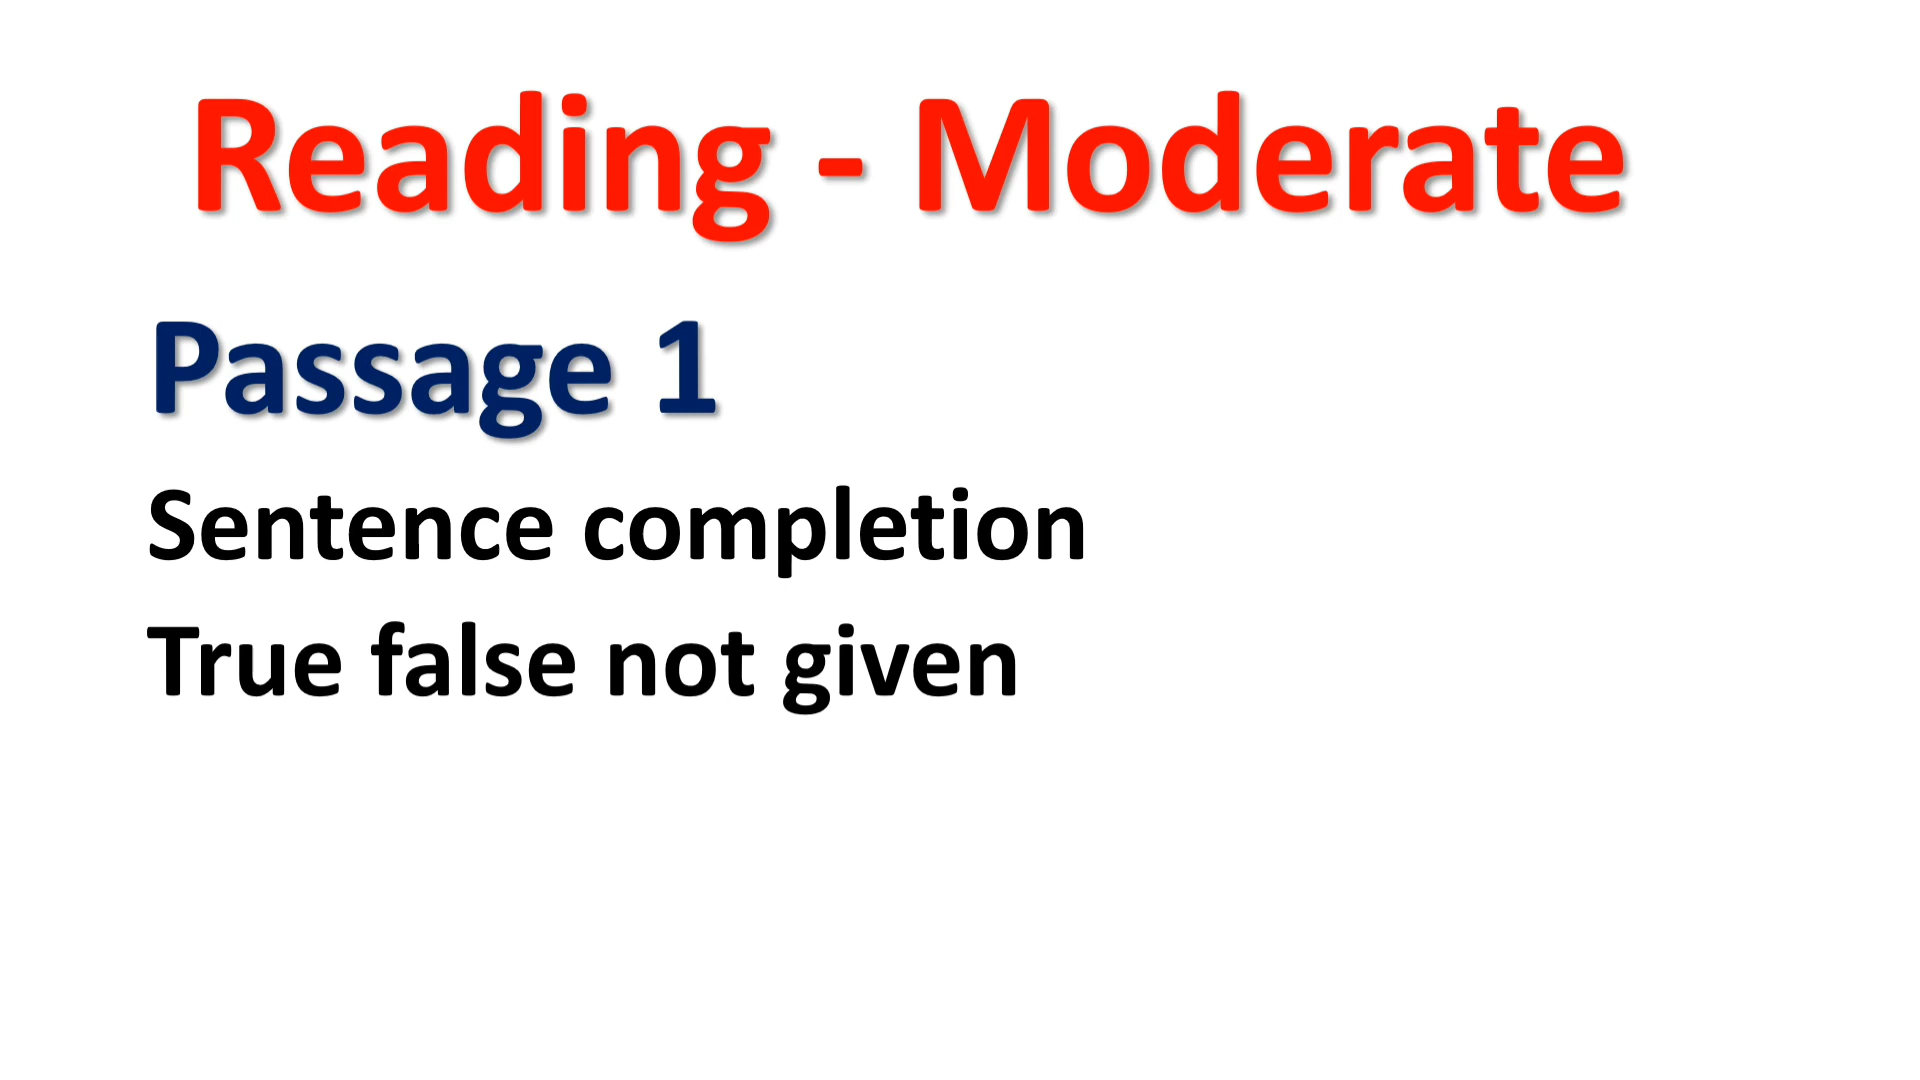 Reading - Moderate
Passage 1
Sentence completion
True false not given